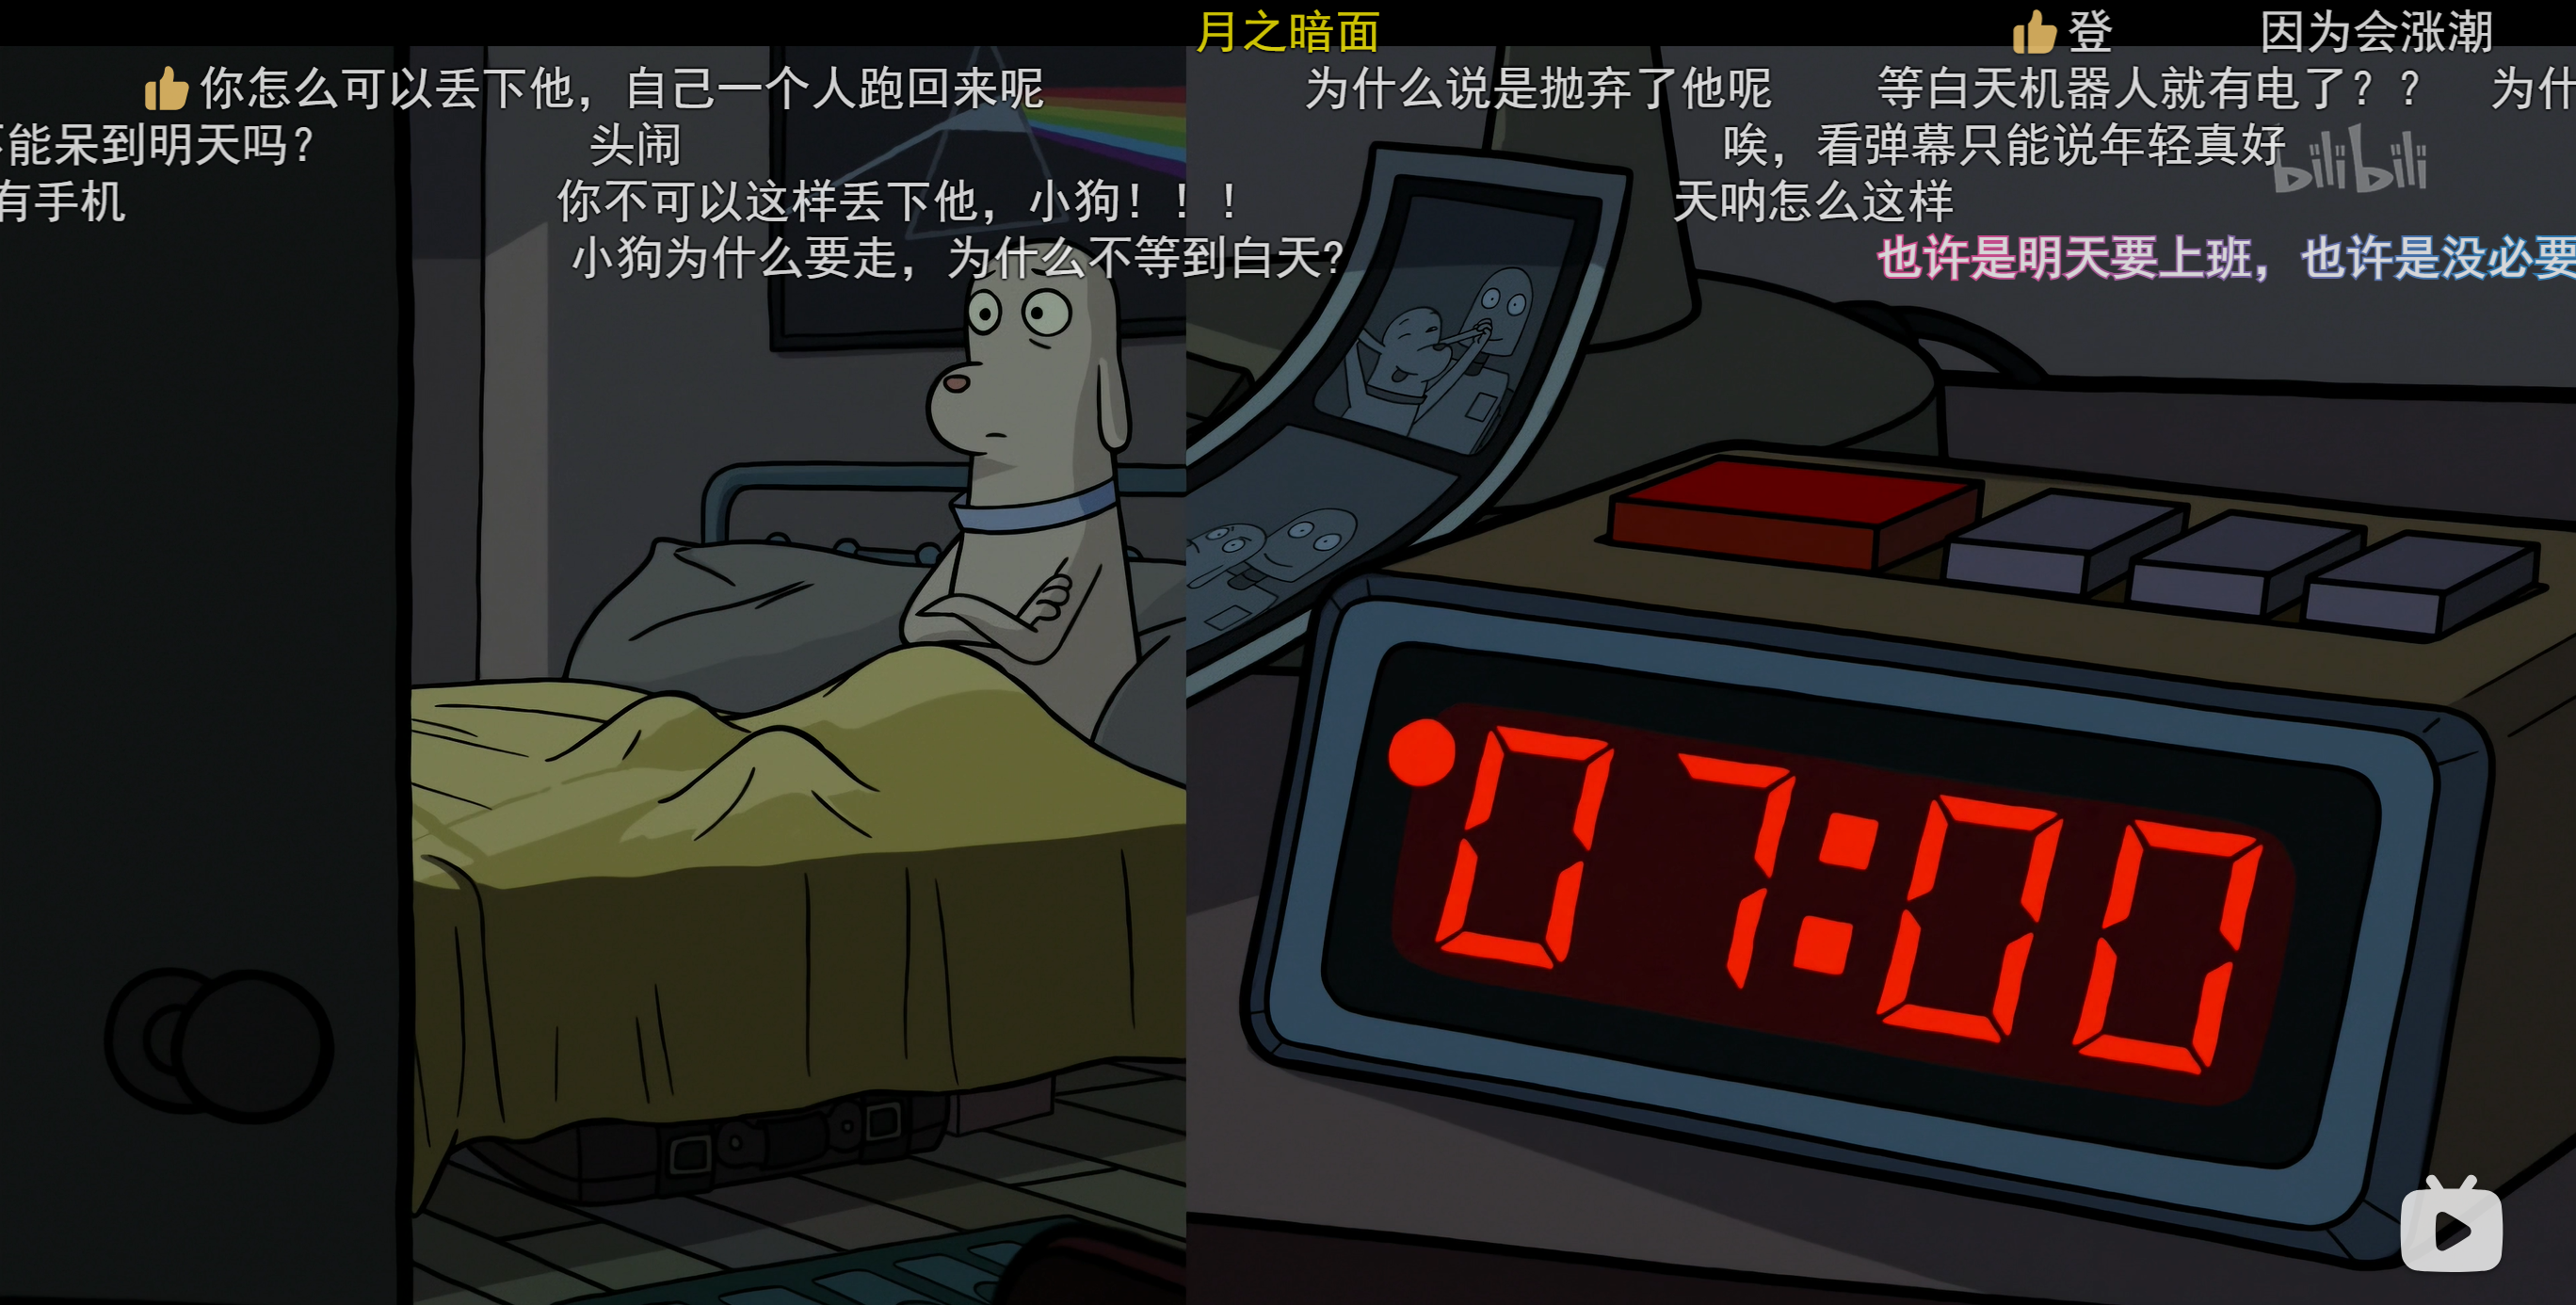 月之暗面
登
因为会涨潮
你怎么可以丢下他，自己一个人跑回来呢
为什么说是抛弃了他呢
等白天机器人就有电了？？
为什
能呆到明天吗？
头闹
唉，看弹幕只能说年轻真好
bilibili
有手机
你不可以这样丢下他，小狗！！！
天呐怎么这样
小狗为什么要走，为什么不等到白天?
也许是明天要上班，也许是没必要
07:00